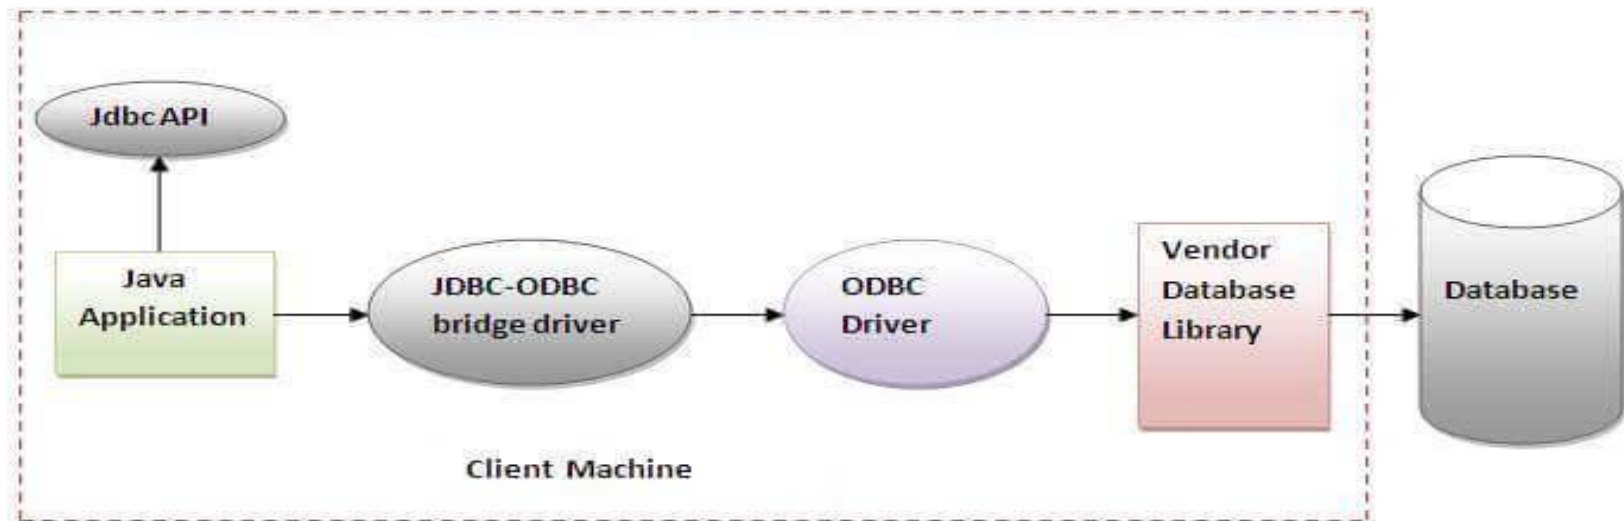 Jdbc API
Java
Application
JDBC-ODBC
bridge driver
ODBC
Driver
Vendor
Database
Library
Database
Client Machine